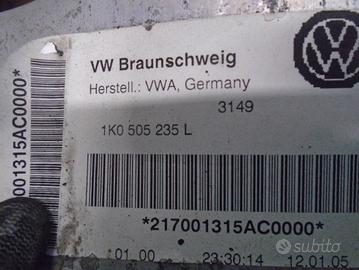 VW Braunschweig
Herstell.: VWA, Germany
3149
1K0 505 235 L
*217001315AC0000*
01 00 23:30:14 12.01.05
001315AC0000*
subito